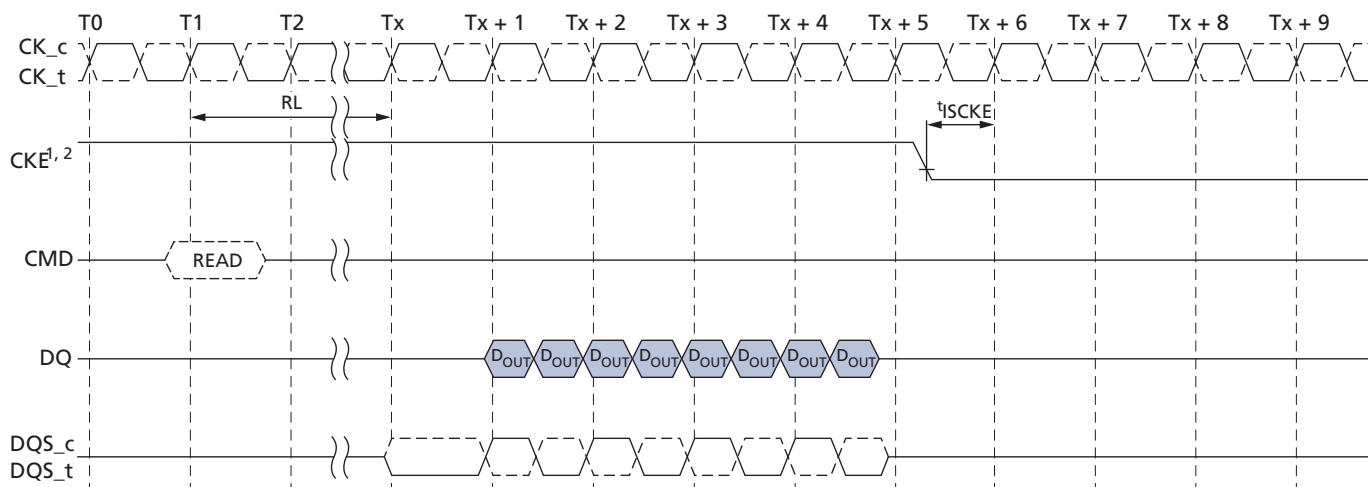 T0 T1 T2 Tx Tx + 1 Tx + 2 Tx + 3 Tx + 4 Tx + 5 Tx + 6 Tx + 7 Tx + 8 Tx + 9
CK_c
CK_t
RL
tISCKE
CKE1, 2
CMD READ
DQ DOUT DOUT DOUT DOUT DOUT DOUT DOUT DOUT
DQS_c
DQS_t